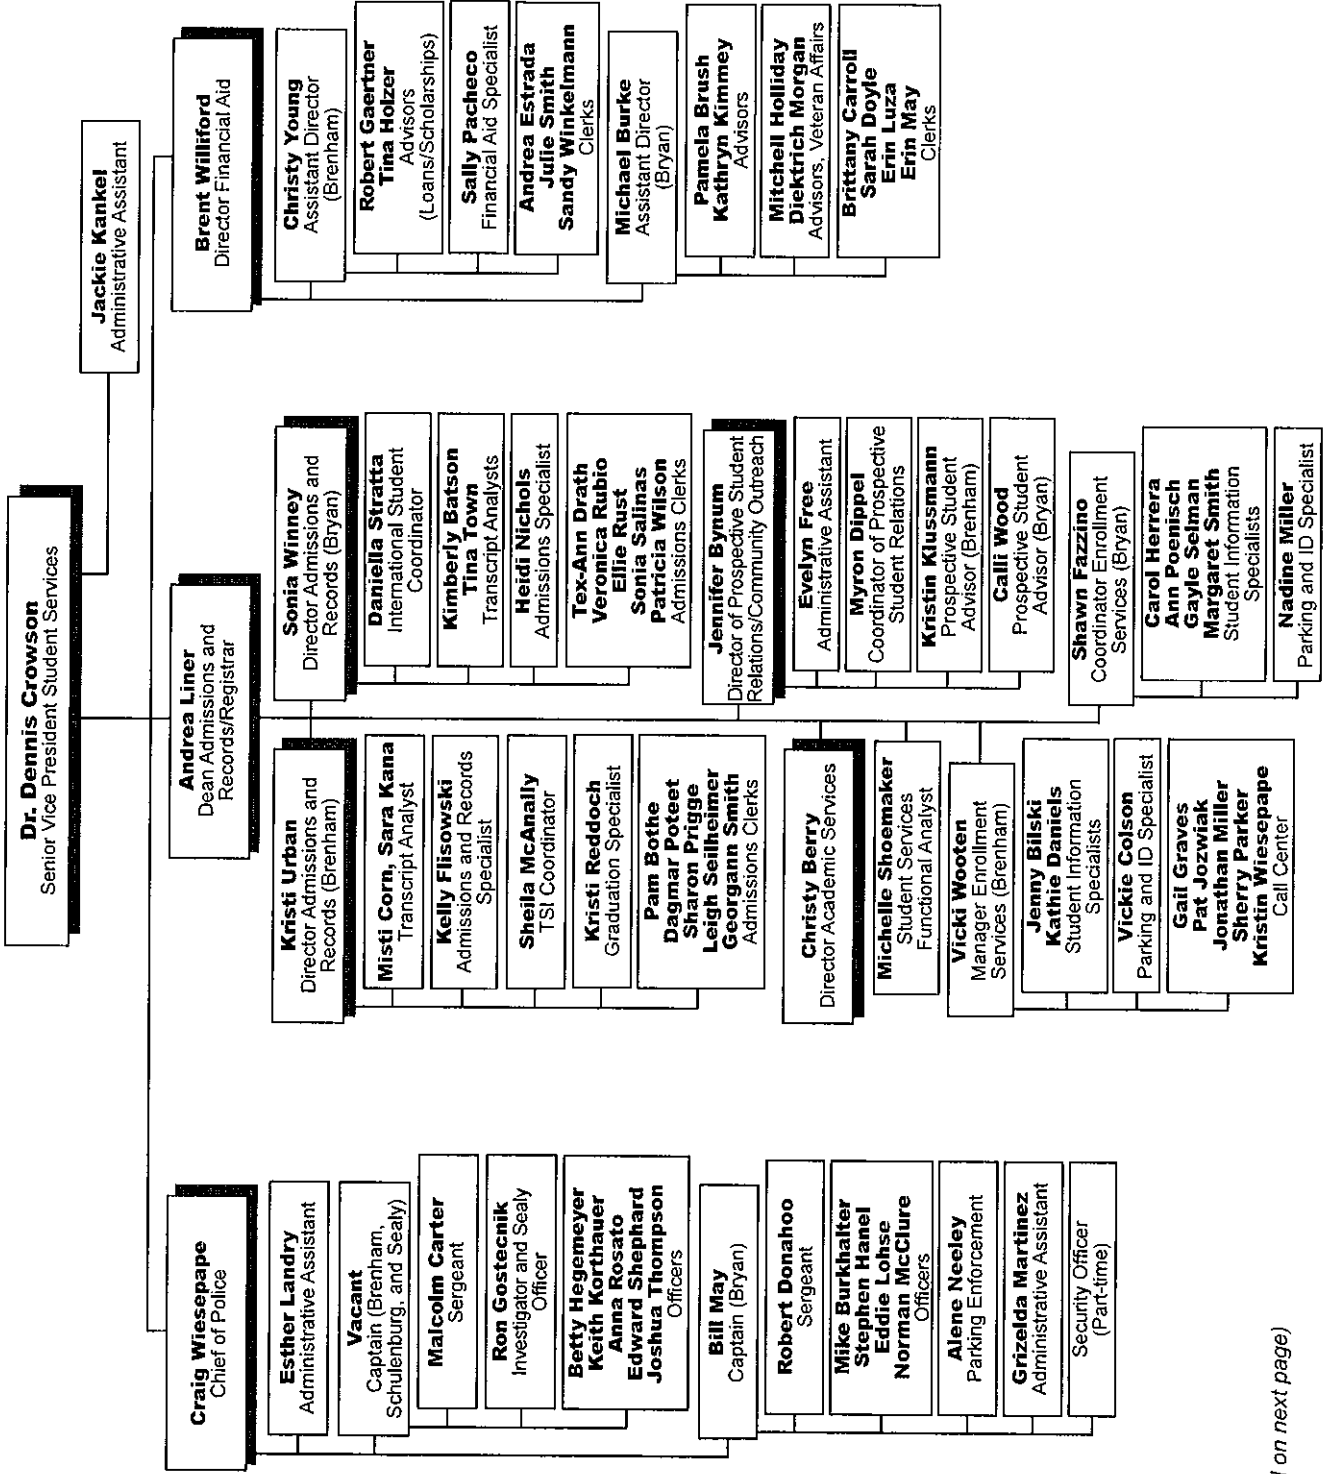 Dr. Dennis Crowson
Senior Vice President Student Services
Jackie Kankel
Administrative Assistant
Craig Wiesepape
Chief of Police
Esther Landry
Administrative Assistant
Vacant
Captain (Brenham,
Schulenburg, and Sealy)
Malcolm Carter
Sergeant
Ron Gostecnik
Investigator and Sealy
Officer
Betty Hegemeyer
Keith Korthauer
Anna Rosato
Edward Shephard
Joshua Thompson
Officers
Bill May
Captain (Bryan)
Robert Donahoo
Sergeant
Mike Burkhalter
Stephen Hanel
Eddie Lohse
Norman McClure
Officers
Alene Neeley
Parking Enforcement
Grizelda Martinez
Administrative Assistant
Security Officer
(Part-time)
Andrea Liner
Dean Admissions and
Records/Registrar
Kristi Urban
Director Admissions and
Records (Brenham)
Misti Corn, Sara Kana
Transcript Analyst
Kelly Flisowski
Admissions and Records
Specialist
Sheila McAnally
TSI Coordinator
Kristi Reddoch
Graduation Specialist
Pam Bothe
Dagmar Poteet
Sharon Prigge
Leigh Seilheimer
Georgann Smith
Admissions Clerks
Christy Berry
Director Academic Services
Michelle Shoemaker
Student Services
Functional Analyst
Vicki Wooten
Manager Enrollment
Services (Brenham)
Jenny Bilski
Kathie Daniels
Student Information
Specialists
Vickie Colson
Parking and ID Specialist
Gail Graves
Pat Jozwiak
Jonathan Miller
Sherry Parker
Kristin Wiesepape
Call Center
Sonia Winney
Director Admissions and
Records (Bryan)
Daniella Stratta
International Student
Coordinator
Kimberly Batson
Tina Town
Transcript Analysts
Heidi Nichols
Admissions Specialist
Tex-Ann Drath
Veronica Rubio
Ellie Rust
Sonia Salinas
Patricia Wilson
Admissions Clerks
Jennifer Bynum
Director of Prospective Student
Relations/Community Outreach
Evelyn Free
Administrative Assistant
Myron Dippel
Coordinator of Prospective
Student Relations
Kristin Klussmann
Prospective Student
Advisor (Brenham)
Calli Wood
Prospective Student
Advisor (Bryan)
Shawn Fazzino
Coordinator Enrollment
Services (Bryan)
Carol Herrera
Ann Poenisch
Gayle Selman
Margaret Smith
Student Information
Specialists
Nadine Miller
Parking and ID Specialist
Brent Williford
Director Financial Aid
Christy Young
Assistant Director
(Brenham)
Robert Gaertner
Tina Holzer
Advisors
(Loans/Scholarships)
Sally Pacheco
Financial Aid Specialist
Andrea Estrada
Julie Smith
Sandy Winkelmann
Clerks
Michael Burke
Assistant Director
(Bryan)
Pamela Brush
Kathryn Kimmey
Advisors
Mitchell Holliday
Diektrich Morgan
Advisors, Veteran Affairs
Brittany Carroll
Sarah Doyle
Erin Luza
Erin May
Clerks
on next page)